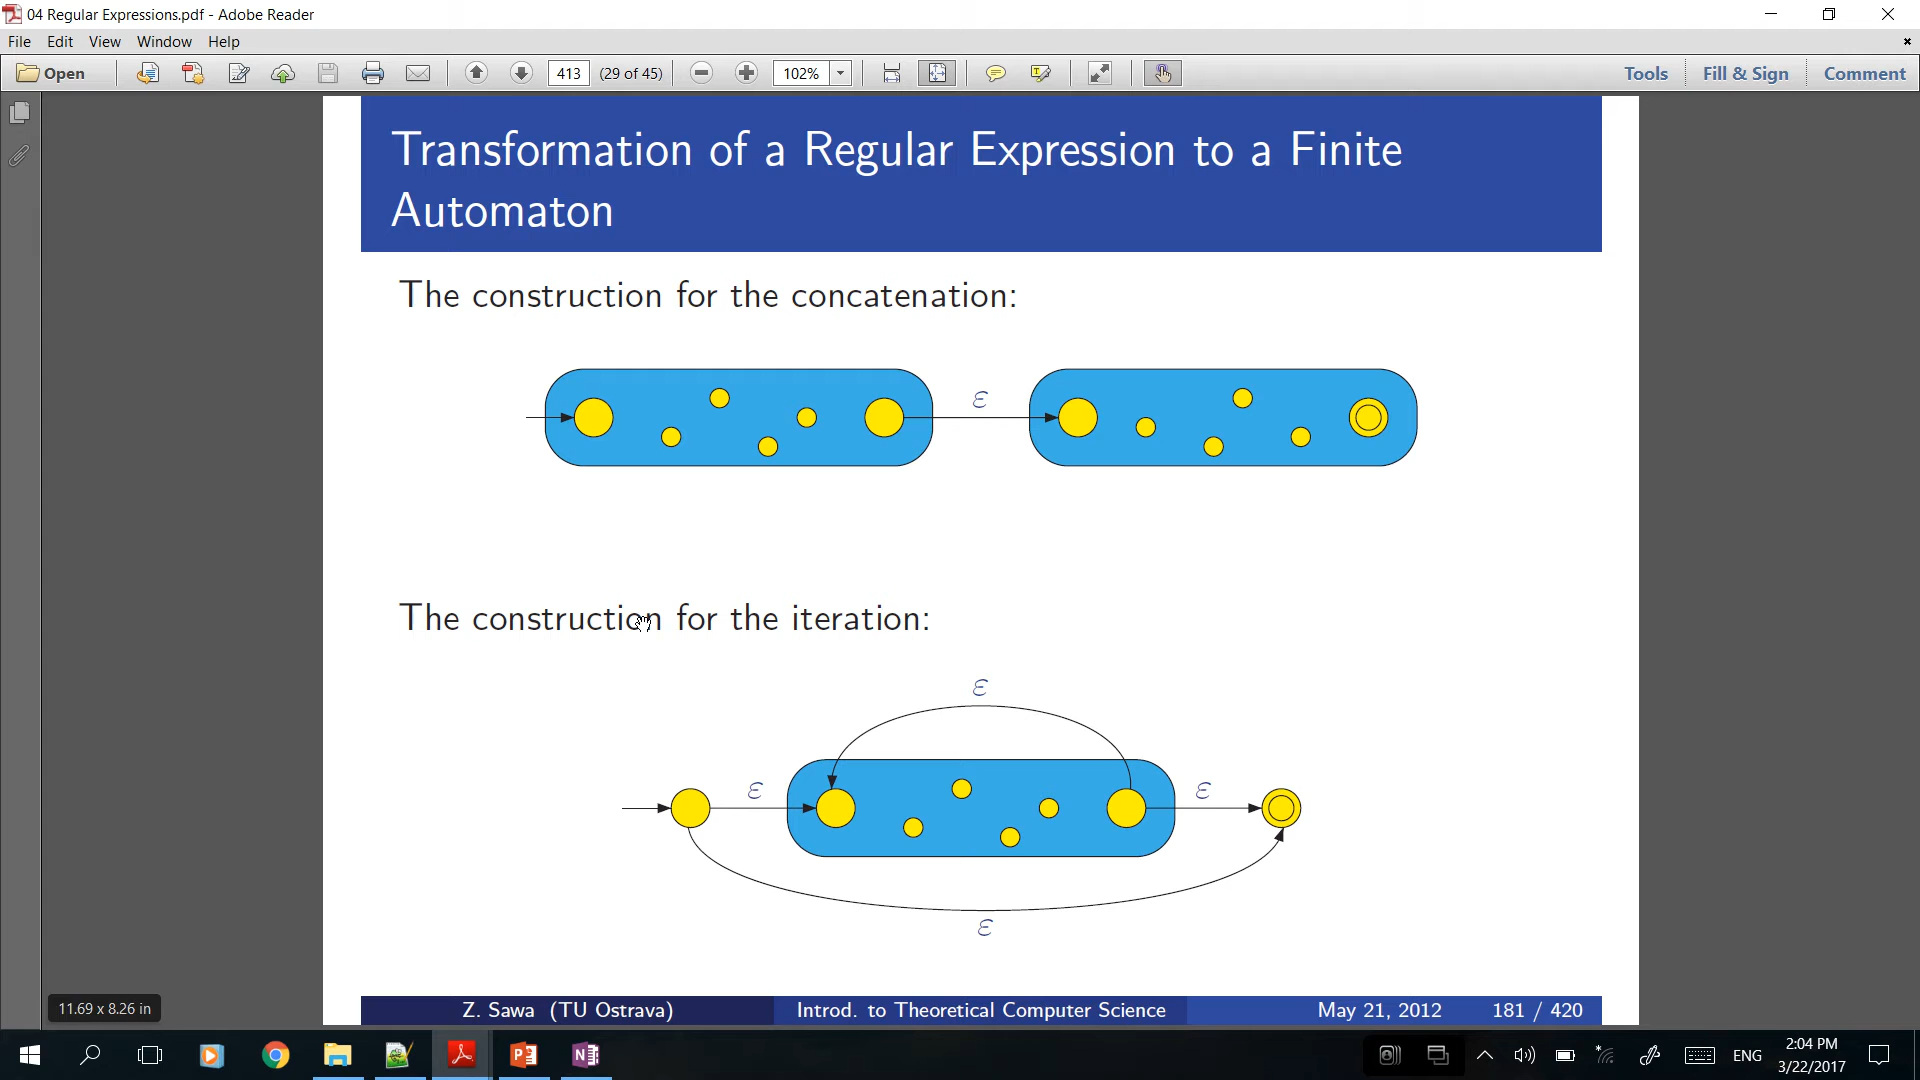 04 Regular Expressions.pdf - Adobe Reader
File Edit View Window Help
Open 413 (29 of 45) 102% Tools Fill & Sign Comment
Transformation of a Regular Expression to a Finite
Automaton
The construction for the concatenation:
ε
The construction for the iteration:
ε
ε ε
ε
11.69 x 8.26 in
Z. Sawa (TU Ostrava) Introd. to Theoretical Computer Science May 21, 2012 181 / 420
ENG
2:04 PM
3/22/2017